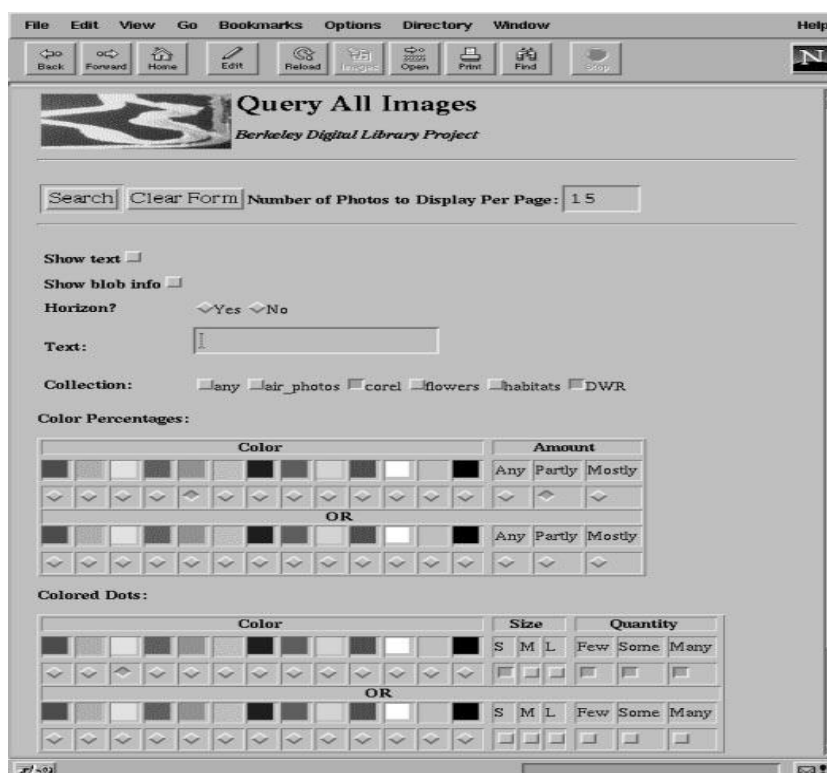 File Edit View Go Bookmarks Options Directory Window Help
Back Forward Home Edit Reload Images Open Print Find Stop N
Query All Images
Berkeley Digital Library Project
Search Clear Form Number of Photos to Display Per Page: 15
Show text
Show blob info
Horizon? Yes No
Text:
Collection: any air_photos corel flowers habitats DWR
Color Percentages:
Color Amount
Any Partly Mostly
OR
Any Partly Mostly
Colored Dots:
Color Size Quantity
S M L Few Some Many
OR
S M L Few Some Many